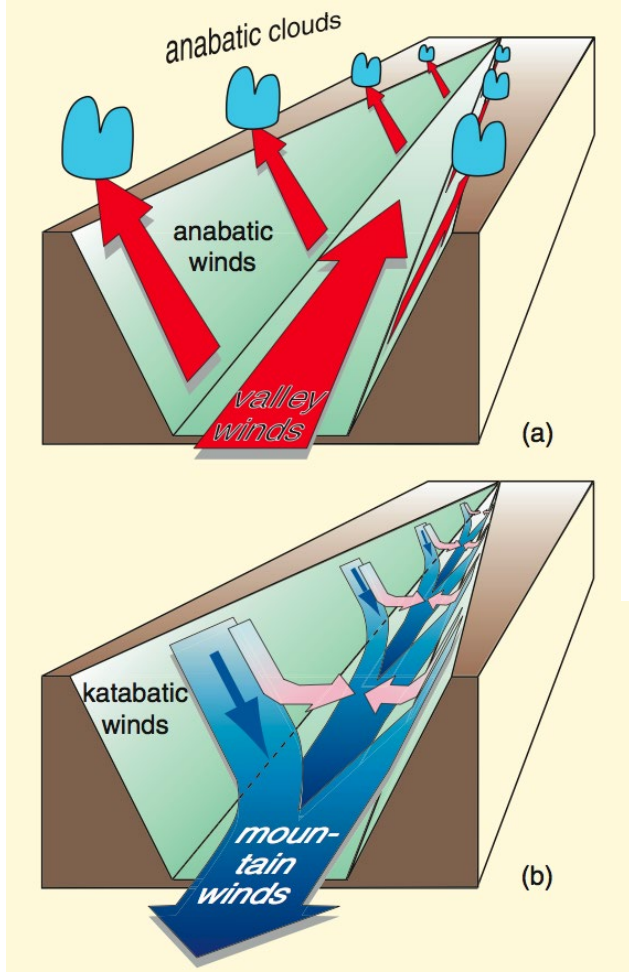 anabatic clouds
anabatic
winds
valley
winds
(a)
katabatic
winds
moun-
tain
winds
(b)